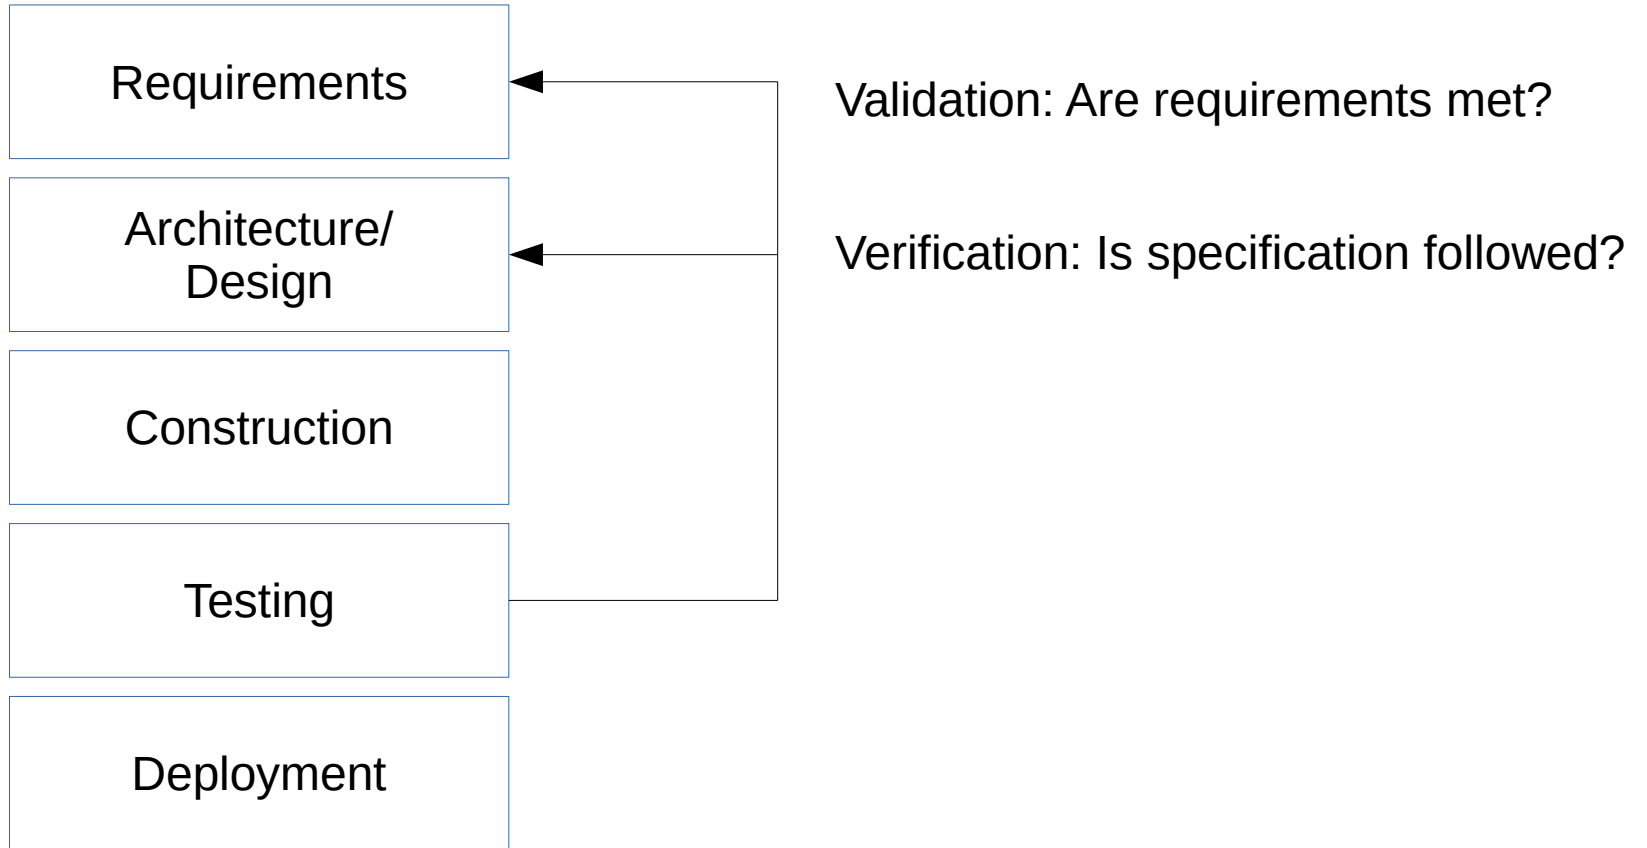 Requirements
Validation: Are requirements met?
Architecture/
Design
Verification: Is specification followed?
Construction
Testing
Deployment